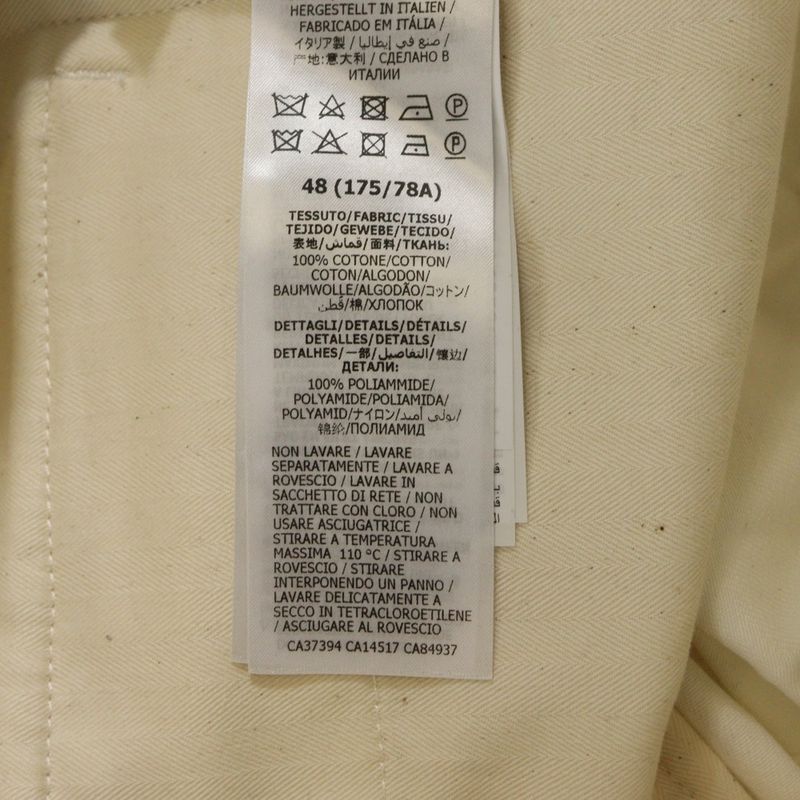 HERGESTELLT IN ITALIEN /
FABRICADO EM ITÁLIA /
イタリア製 / صنع في إيطاليا /
产地:意大利 / СДЕЛАНО В
ИТАЛИИ
P
P
48 (175/78A)
TESSUTO/FABRIC/TISSU/
TEJIDO/GEWEBE/TECIDO/
表地/قماش/面料/ТКАНЬ:
100% COTONE/COTTON/
COTON/ALGODON/
BAUMWOLLE/ALGODÃO/コットン/
قطن/棉/ХЛОПОК
DETTAGLI/DETAILS/DÉTAILS/
DETALLES/DETAILS/
DETALHES/一部/التفاصيل/镶边/
ДЕТАЛИ:
100% POLIAMMIDE/
POLYAMIDE/POLIAMIDA/
POLYAMID/ナイロン/بولي أميد/
锦纶/ПОЛИАМИД
NON LAVARE / LAVARE
SEPARATAMENTE / LAVARE A
ROVESCIO / LAVARE IN
SACCHETTO DI RETE / NON
TRATTARE CON CLORO / NON
USARE ASCIUGATRICE /
STIRARE A TEMPERATURA
MASSIMA 110 °C / STIRARE A
ROVESCIO / STIRARE
INTERPONENDO UN PANNO /
LAVARE DELICATAMENTE A
SECCO IN TETRACLOROETILENE
/ ASCIUGARE AL ROVESCIO
CA37394 CA14517 CA84937